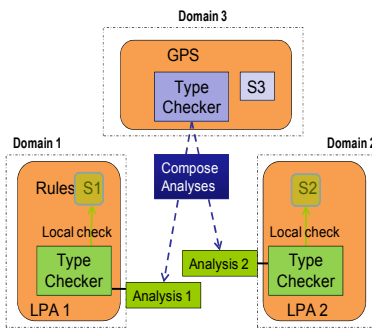 Domain 3
GPS
Type
Checker
S3
Domain 1
Domain 2
Compose
Analyses
Rules
S1
S2
Local check
Local check
Type
Checker
Analysis 2
Type
Checker
Analysis 1
LPA 1
LPA 2